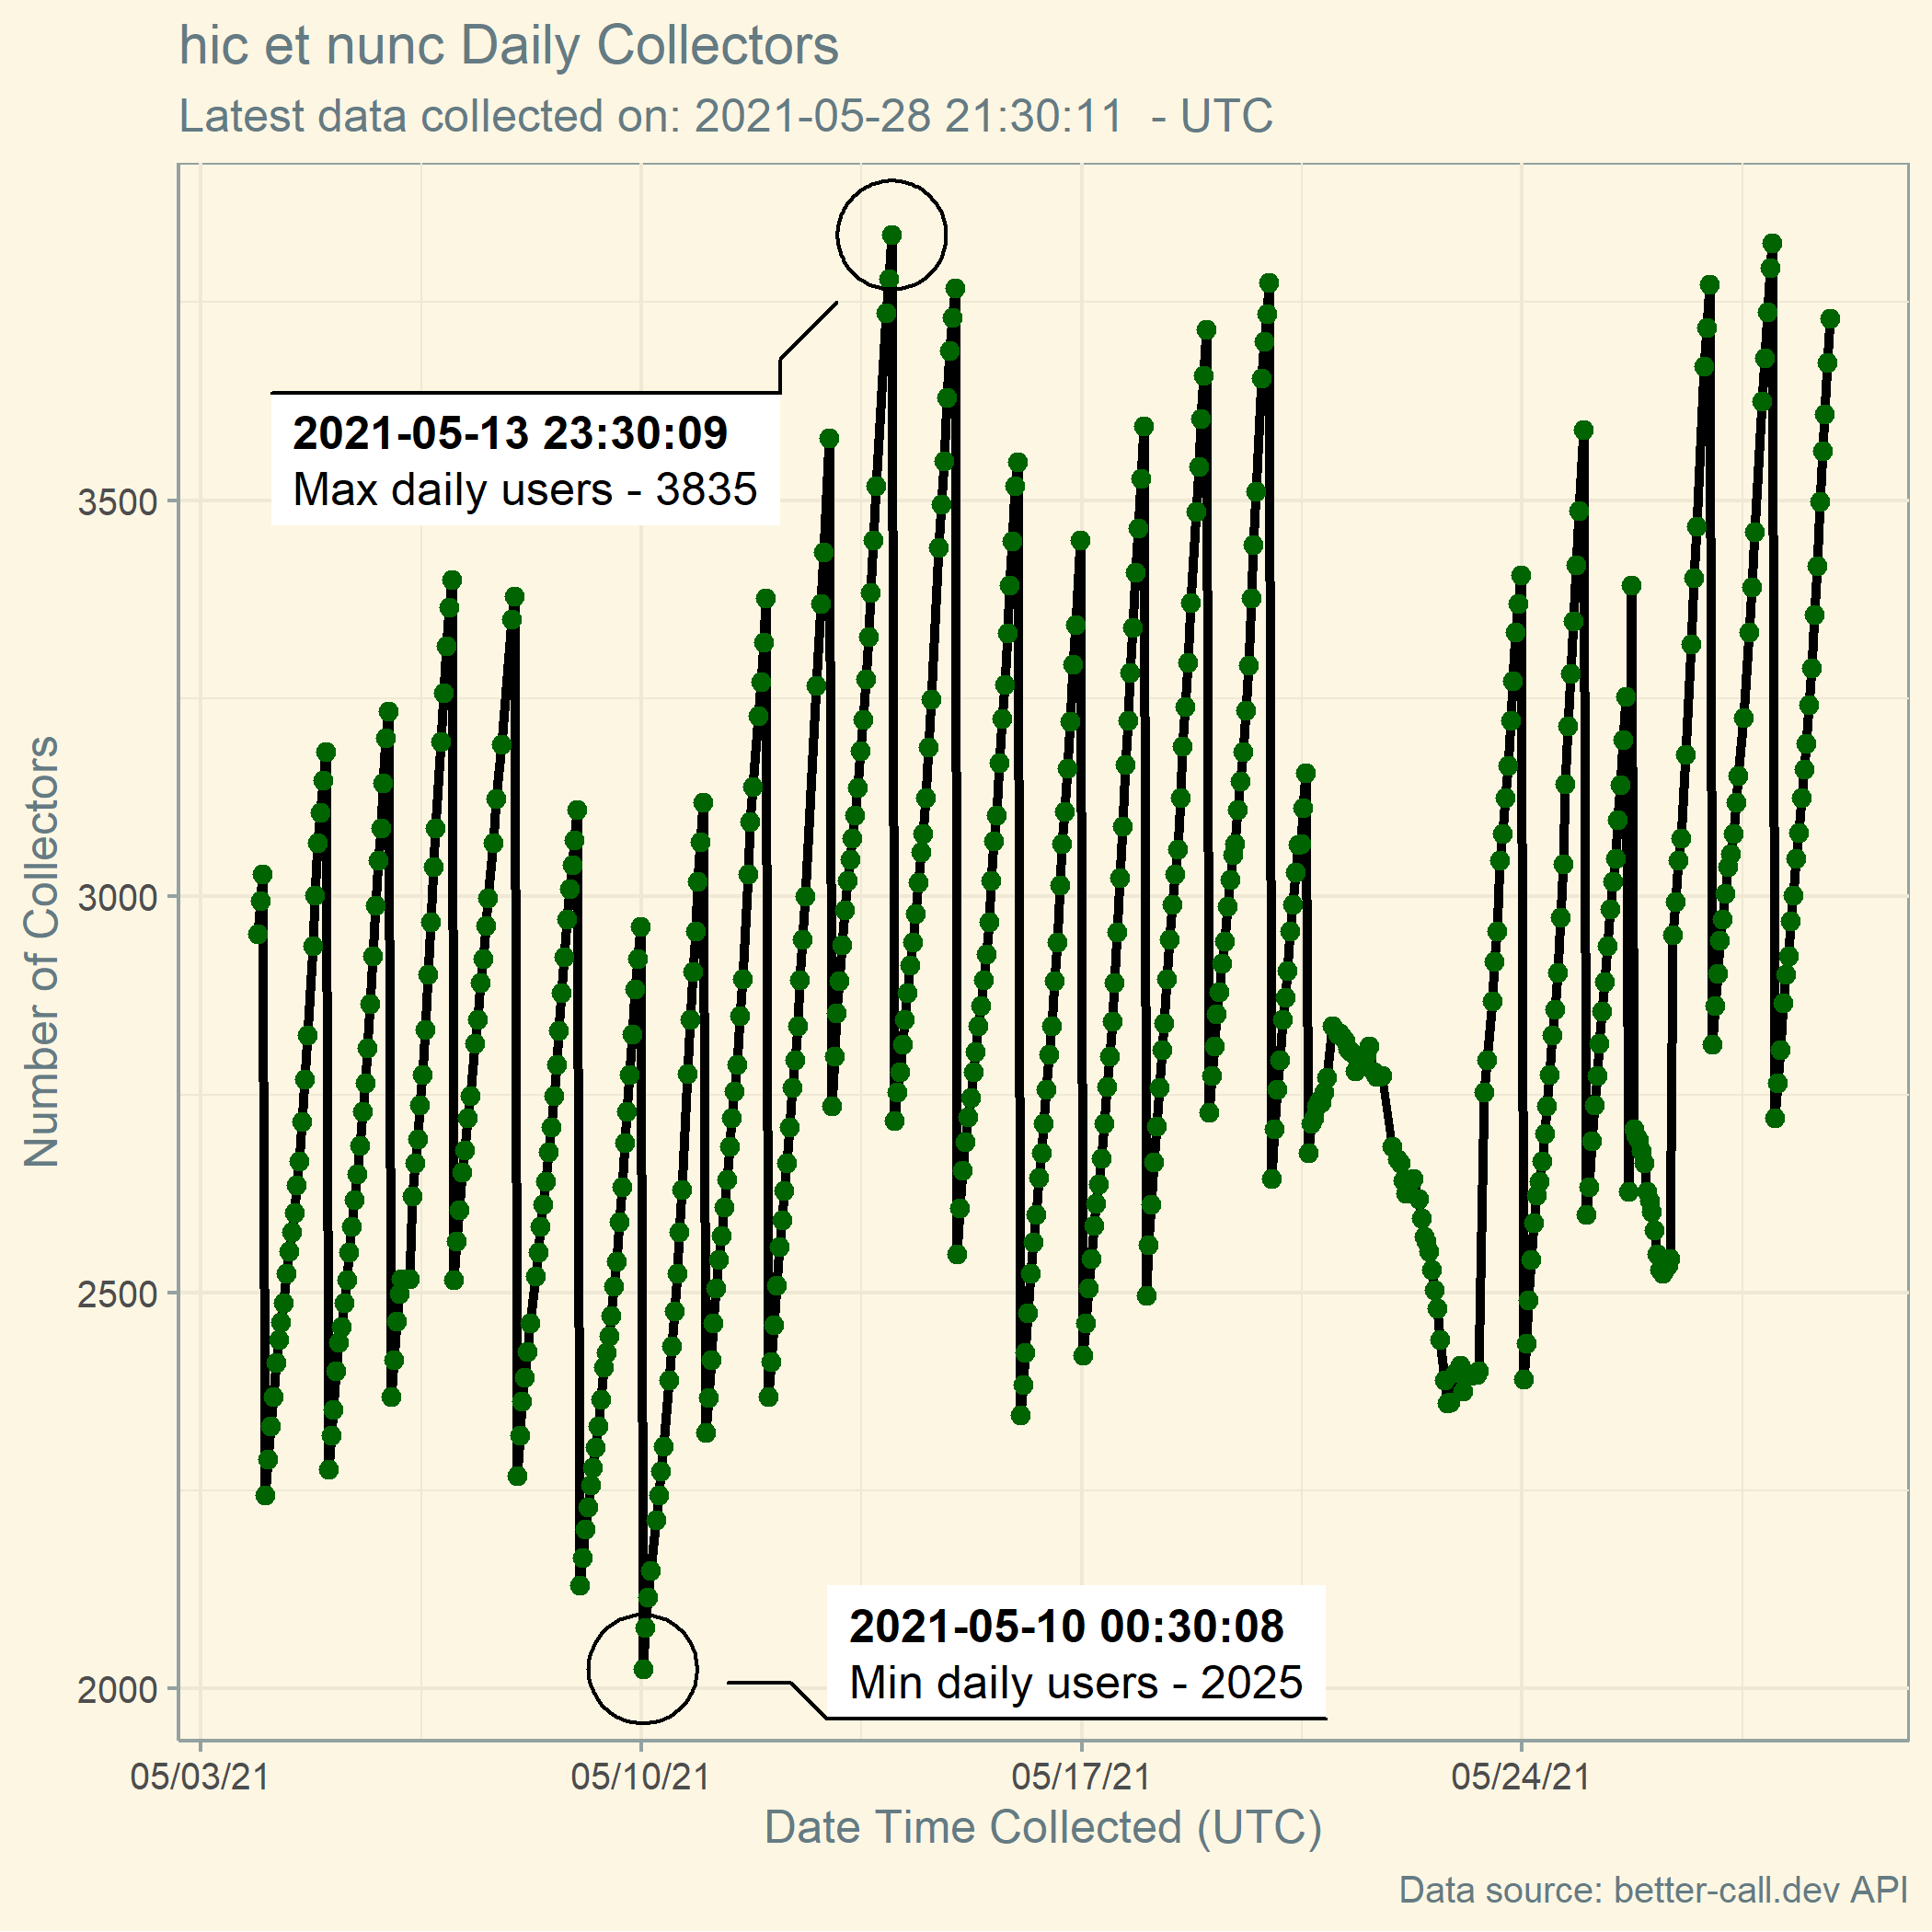 hic et nunc Daily Collectors
Latest data collected on: 2021-05-28 21:30:11  - UTC
2021-05-13 23:30:09
Max daily users - 3835
3500
3000
2500
2000
Number of Collectors
2021-05-10 00:30:08
Min daily users - 2025
05/03/21
05/10/21
05/17/21
05/24/21
Date Time Collected (UTC)
Data source: better-call.dev API